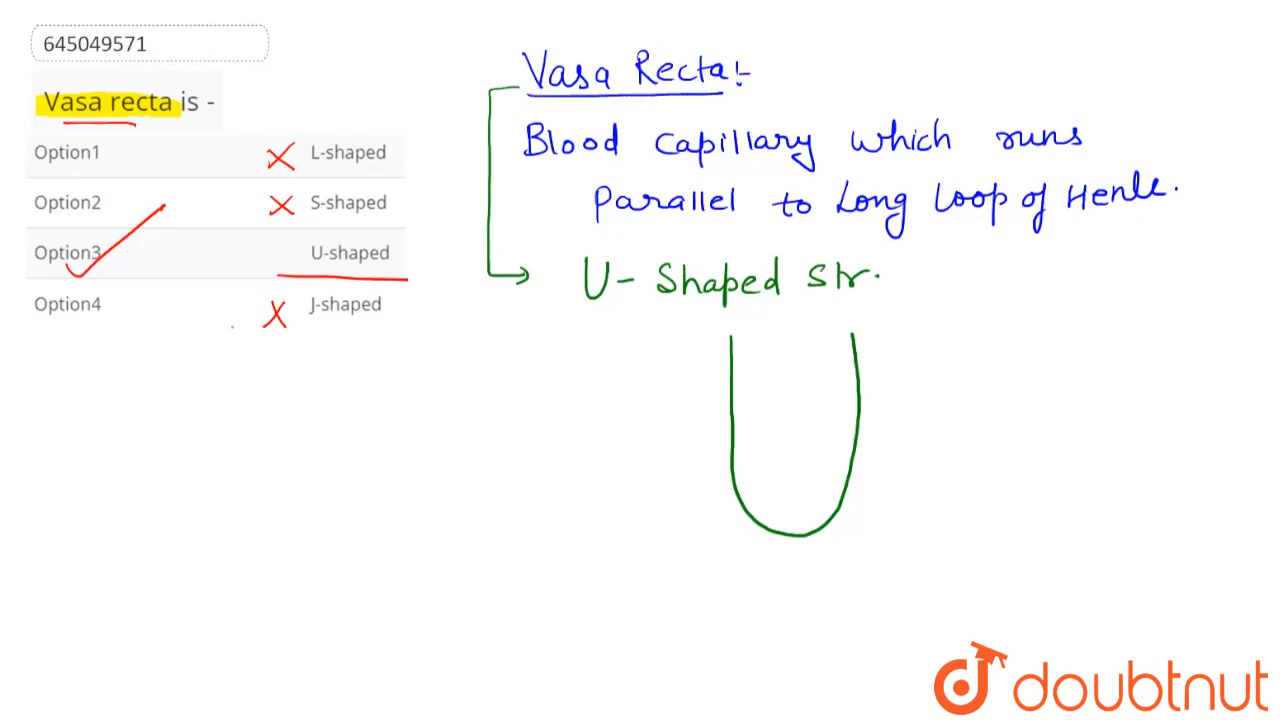 645049571
Vasa recta is -
Option1 L-shaped
Option2 S-shaped
Option3 U-shaped
Option4 J-shaped
Vasa Recta :-
Blood capillary which runs
parallel to Long Loop of Henle.
U- Shaped Str.
doubtnut